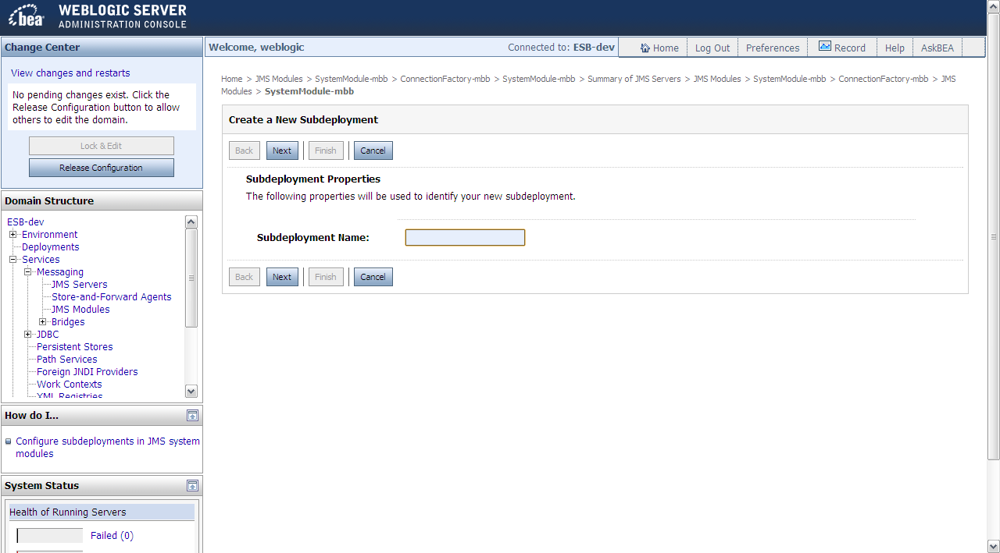 bea WEBLOGIC SERVER
ADMINISTRATION CONSOLE
Change Center
View changes and restarts
No pending changes exist. Click the
Release Configuration button to allow
others to edit the domain.
Lock & Edit
Release Configuration
Domain Structure
ESB-dev
Environment
Deployments
Services
Messaging
JMS Servers
Store-and-Forward Agents
JMS Modules
Bridges
JDBC
Persistent Stores
Path Services
Foreign JNDI Providers
Work Contexts
XML Registries
How do I...
Configure subdeployments in JMS system
modules
System Status
Health of Running Servers
Failed (0)
Welcome, weblogic
Connected to: ESB-dev
Home
Log Out
Preferences
Record
Help
AskBEA
Home > JMS Modules > SystemModule-mbb > ConnectionFactory-mbb > SystemModule-mbb > Summary of JMS Servers > JMS Modules > SystemModule-mbb > ConnectionFactory-mbb > JMS
Modules > SystemModule-mbb
Create a New Subdeployment
Back Next Finish Cancel
Subdeployment Properties
The following properties will be used to identify your new subdeployment.
Subdeployment Name:
Back Next Finish Cancel